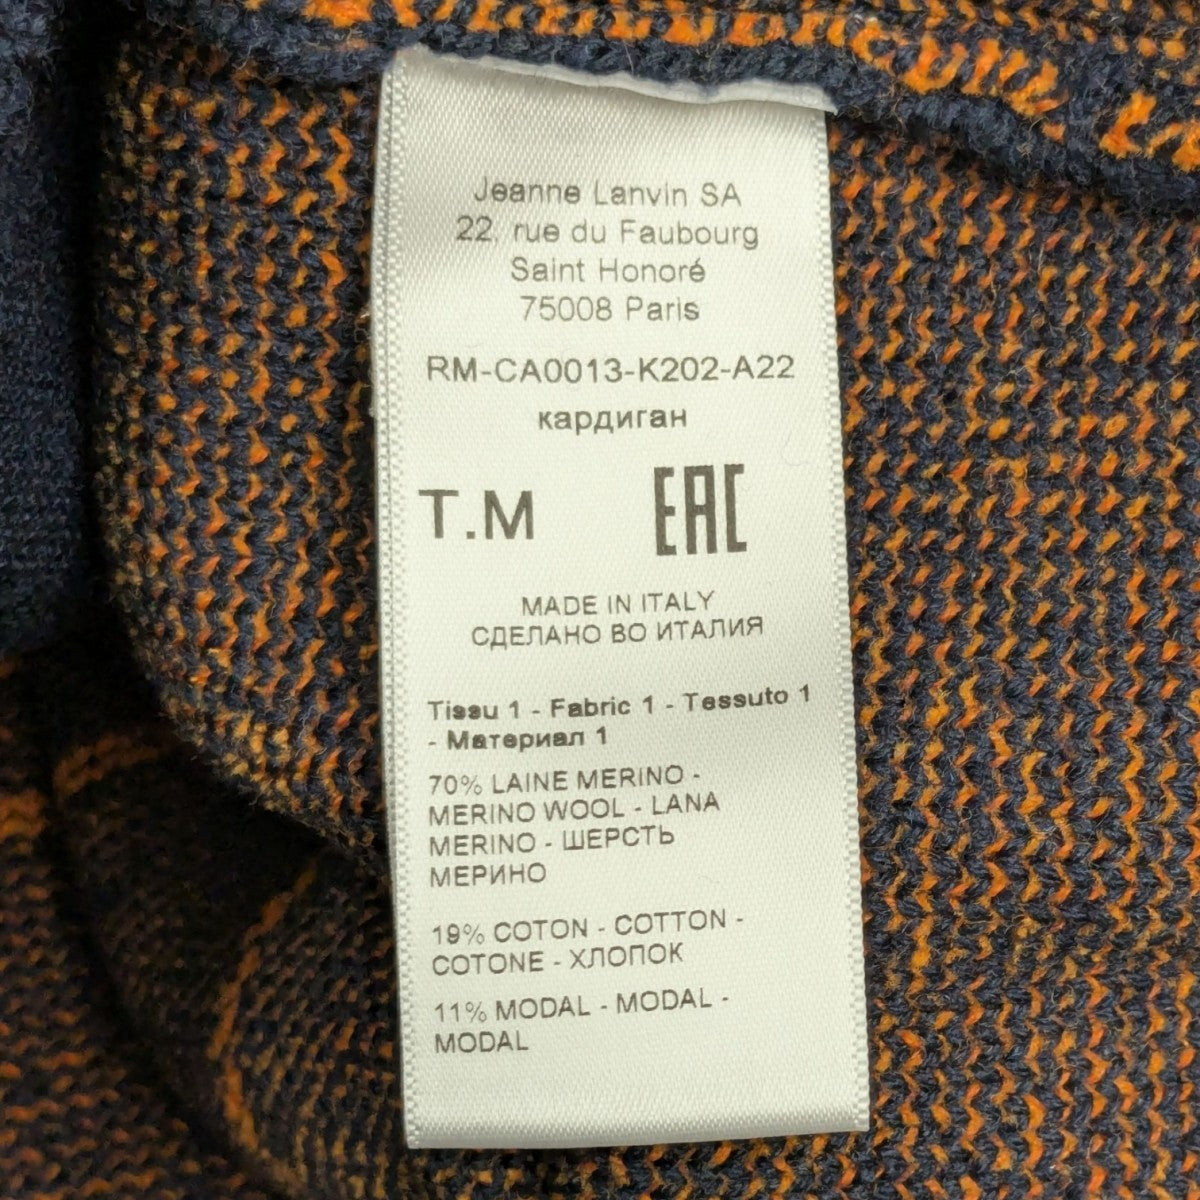 Jeanne Lanvin SA
22, rue du Faubourg
Saint Honoré
75008 Paris
RM-CA0013-K202-A22
кардиган
T.M EAC
MADE IN ITALY
СДЕЛАНО ВО ИТАЛИЯ
Tissu 1 - Fabric 1 - Tessuto 1
- Материал 1
70% LAINE MERINO -
MERINO WOOL - LANA
MERINO - ШЕРСТЬ
МЕРИНО
19% COTON - COTTON -
COTONE - ХЛОПОК
11% MODAL - MODAL -
MODAL